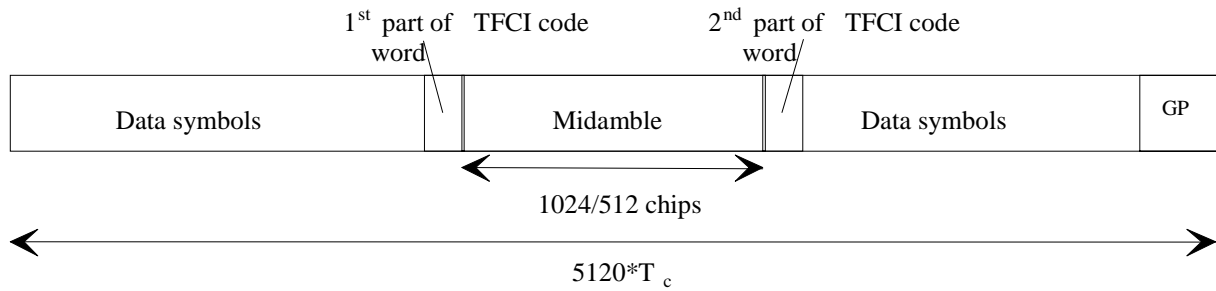 1st part of TFCI code word
2nd part of TFCI code word
Data symbols
Midamble
Data symbols
GP
1024/512 chips
5120*T c